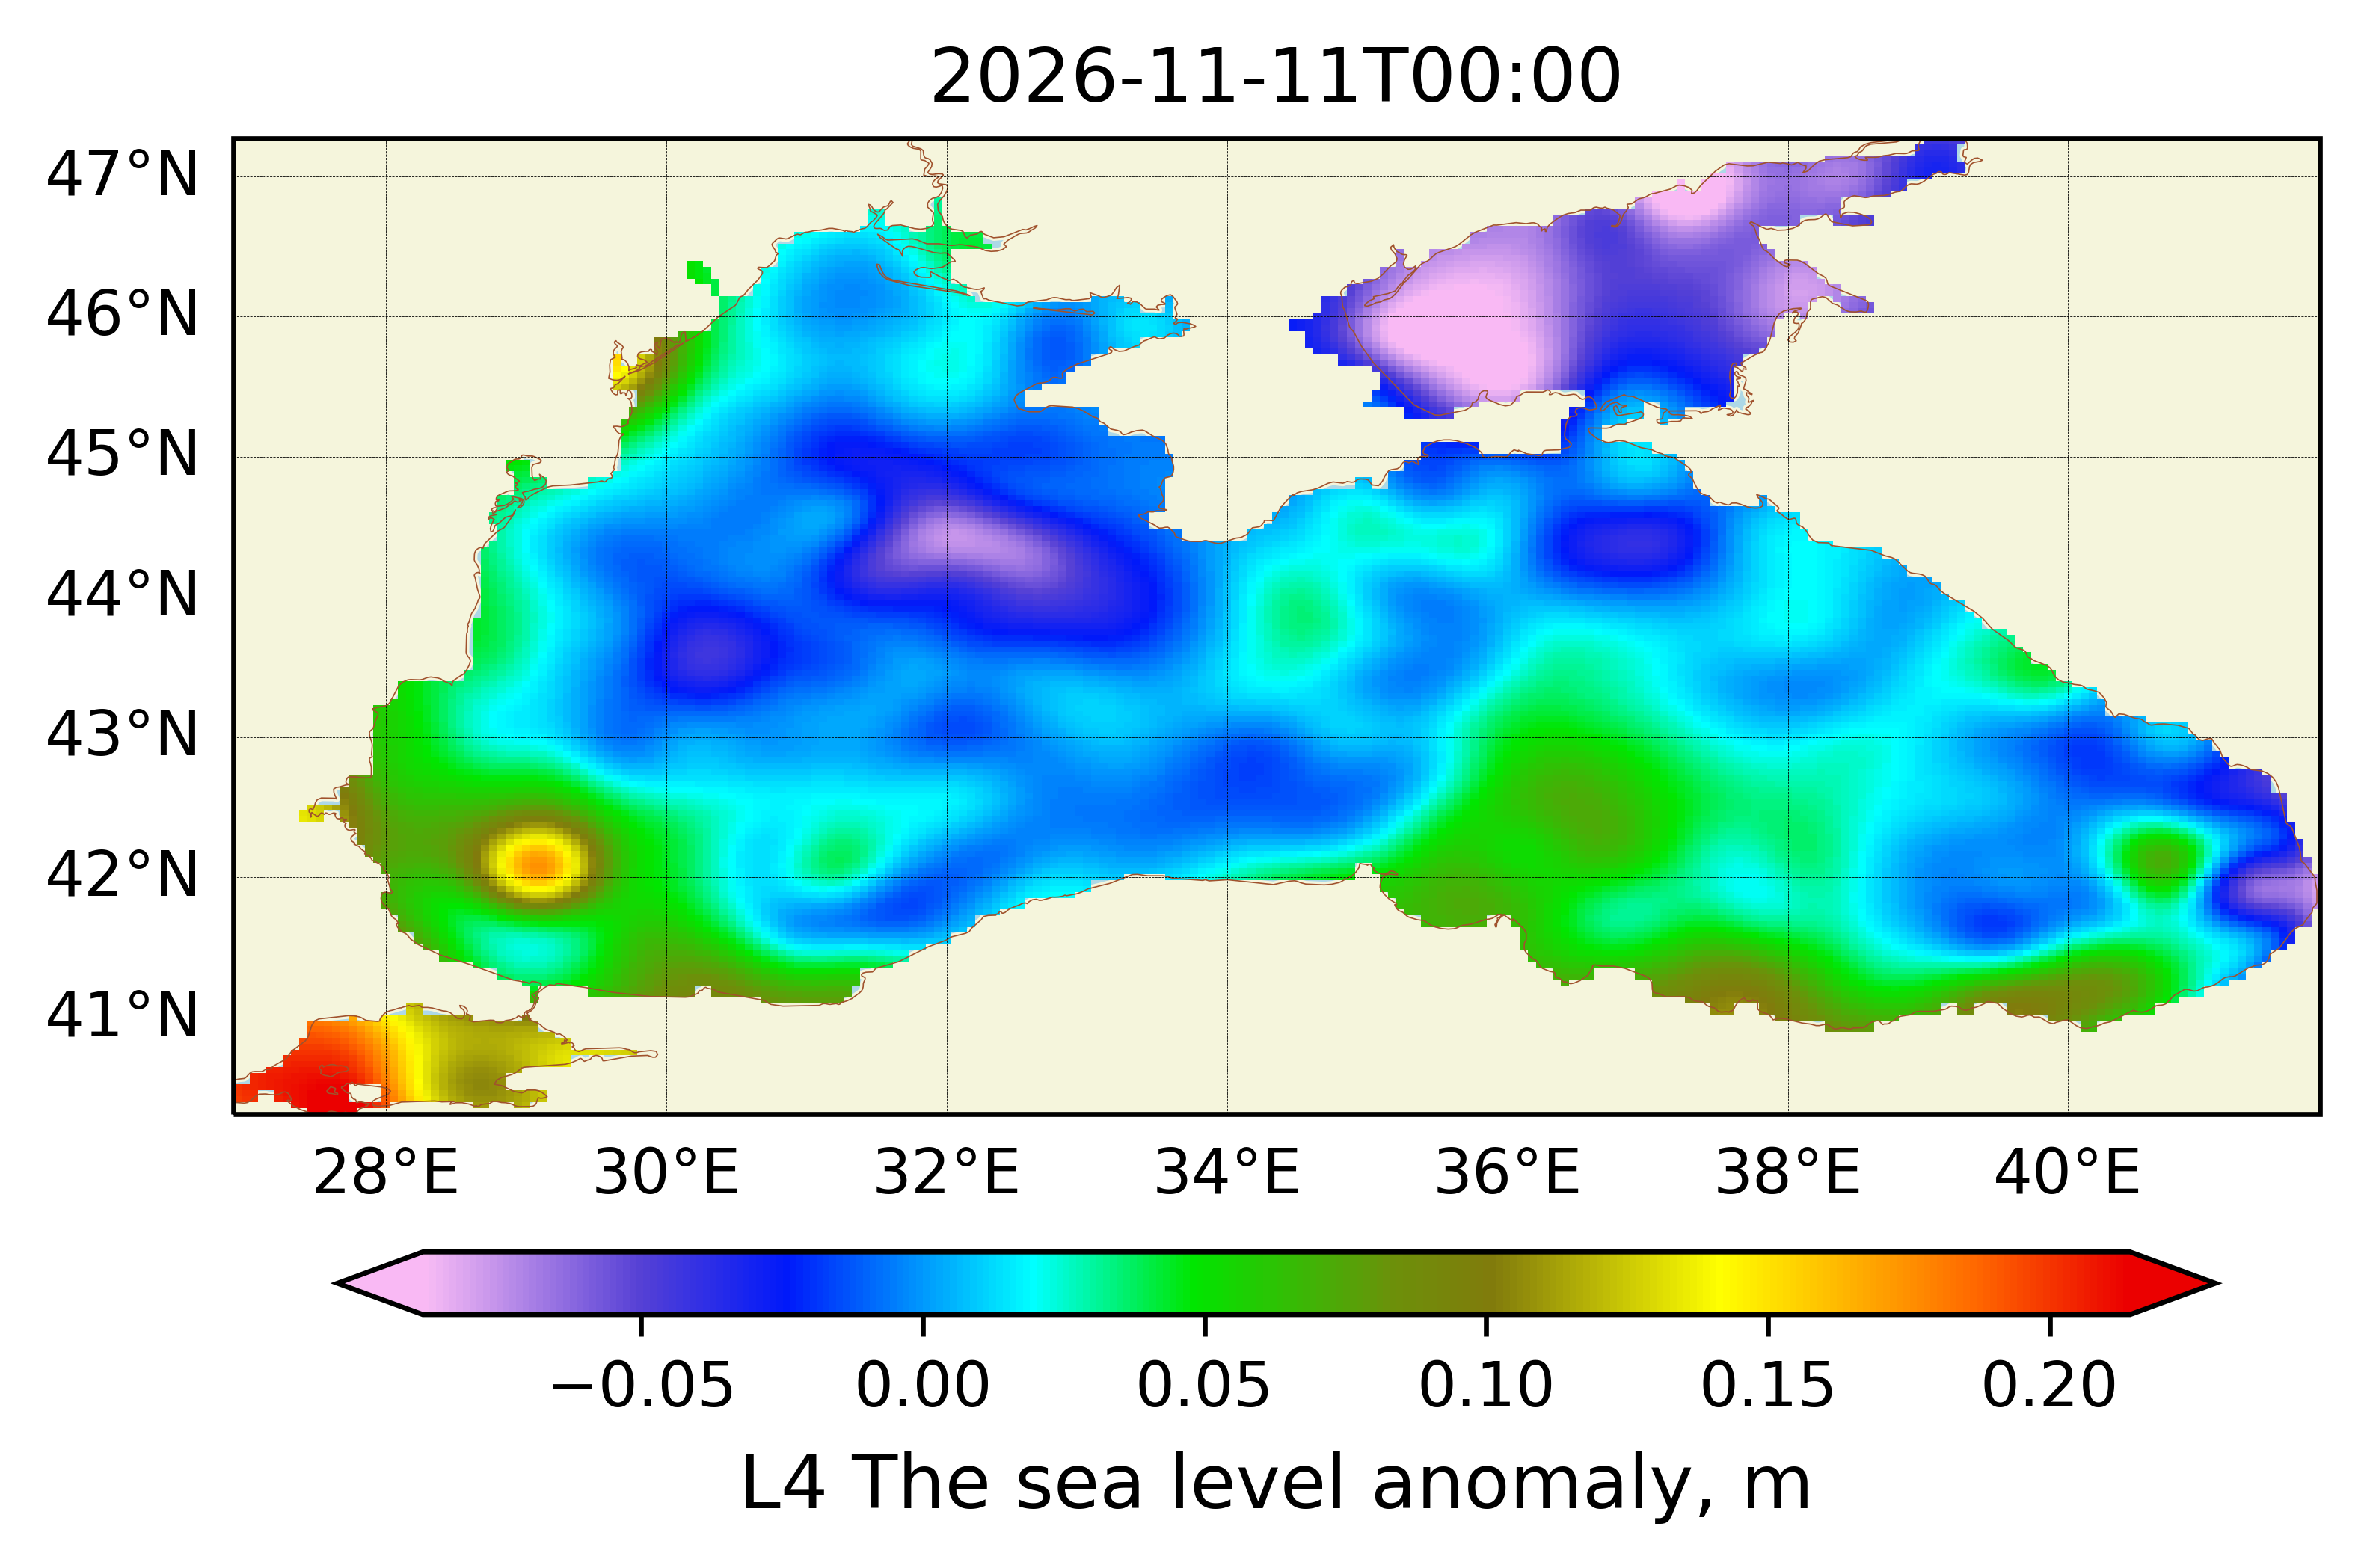 2026-11-11T00:00
47°N
46°N
45°N
44°N
43°N
42°N
41°N
28°E 30°E 32°E 34°E 36°E 38°E 40°E
−0.05 0.00 0.05 0.10 0.15 0.20
L4 The sea level anomaly, m